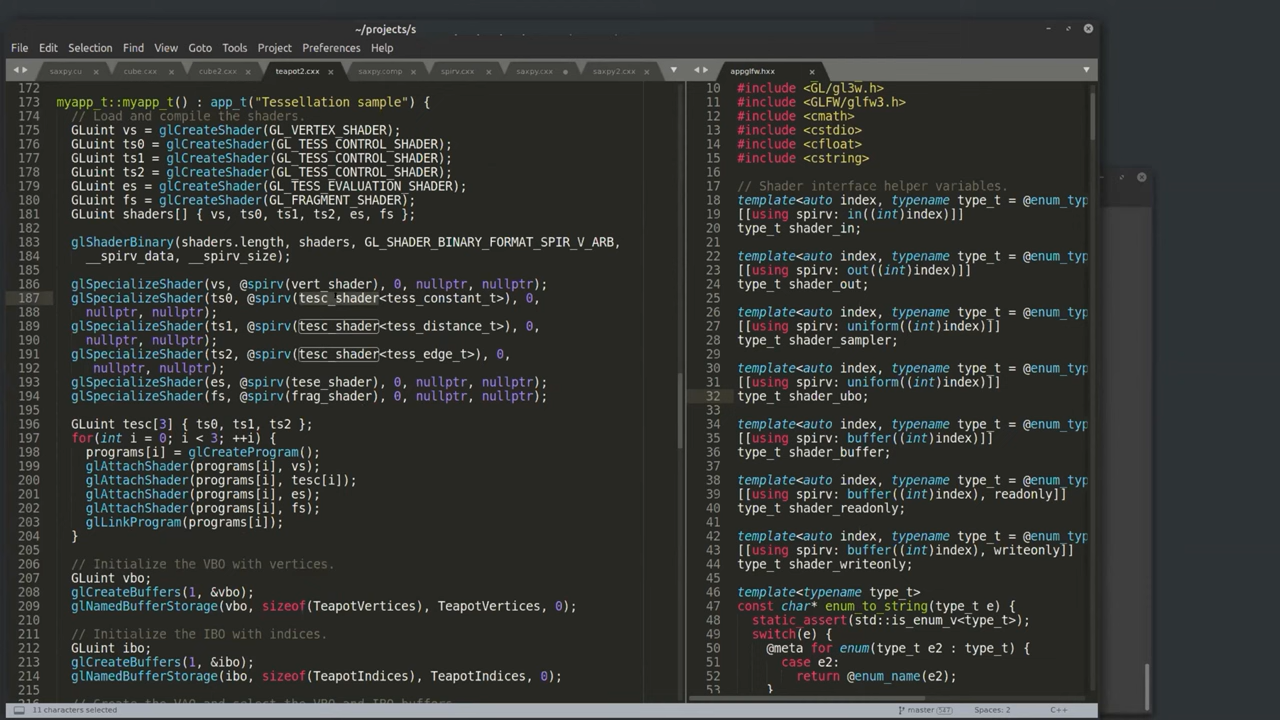 ~/projects/s
File Edit Selection Find View Goto Tools Project Preferences Help
saxpy.cu cube.cxx cube2.cxx teapot2.cxx saxpy.comp spirv.cxx saxpy.cxx saxpy2.cxx
172
173 myapp_t::myapp_t() : app_t("Tessellation sample") {
174 // Load and compile the shaders.
175 GLuint vs = glCreateShader(GL_VERTEX_SHADER);
176 GLuint ts0 = glCreateShader(GL_TESS_CONTROL_SHADER);
177 GLuint ts1 = glCreateShader(GL_TESS_CONTROL_SHADER);
178 GLuint ts2 = glCreateShader(GL_TESS_CONTROL_SHADER);
179 GLuint es = glCreateShader(GL_TESS_EVALUATION_SHADER);
180 GLuint fs = glCreateShader(GL_FRAGMENT_SHADER);
181 GLuint shaders[] { vs, ts0, ts1, ts2, es, fs };
182
183 glShaderBinary(shaders.length, shaders, GL_SHADER_BINARY_FORMAT_SPIR_V_ARB,
184 __spirv_data, __spirv_size);
185
186 glSpecializeShader(vs, @spirv(vert_shader), 0, nullptr, nullptr);
187 glSpecializeShader(ts0, @spirv(tesc_shader<tess_constant_t>), 0,
188 nullptr, nullptr);
189 glSpecializeShader(ts1, @spirv(tesc_shader<tess_distance_t>), 0,
190 nullptr, nullptr);
191 glSpecializeShader(ts2, @spirv(tesc_shader<tess_edge_t>), 0,
192 nullptr, nullptr);
193 glSpecializeShader(es, @spirv(tese_shader), 0, nullptr, nullptr);
194 glSpecializeShader(fs, @spirv(frag_shader), 0, nullptr, nullptr);
195
196 GLuint tesc[3] { ts0, ts1, ts2 };
197 for(int i = 0; i < 3; ++i) {
198 programs[i] = glCreateProgram();
199 glAttachShader(programs[i], vs);
200 glAttachShader(programs[i], tesc[i]);
201 glAttachShader(programs[i], es);
202 glAttachShader(programs[i], fs);
203 glLinkProgram(programs[i]);
204 }
205
206 // Initialize the VBO with vertices.
207 GLuint vbo;
208 glCreateBuffers(1, &vbo);
209 glNamedBufferStorage(vbo, sizeof(TeapotVertices), TeapotVertices, 0);
210
211 // Initialize the IBO with indices.
212 GLuint ibo;
213 glCreateBuffers(1, &ibo);
214 glNamedBufferStorage(ibo, sizeof(TeapotIndices), TeapotIndices, 0);
215
appglfw.hxx
10 #include <GL/gl3w.h>
11 #include <GLFW/glfw3.h>
12 #include <cmath>
13 #include <cstdio>
14 #include <cfloat>
15 #include <cstring>
16
17 // Shader interface helper variables.
18 template<auto index, typename type_t = @enum_typ
19 [[using spirv: in((int)index)]]
20 type_t shader_in;
21
22 template<auto index, typename type_t = @enum_typ
23 [[using spirv: out((int)index)]]
24 type_t shader_out;
25
26 template<auto index, typename type_t = @enum_typ
27 [[using spirv: uniform((int)index)]]
28 type_t shader_sampler;
29
30 template<auto index, typename type_t = @enum_typ
31 [[using spirv: uniform((int)index)]]
32 type_t shader_ubo;
33
34 template<auto index, typename type_t = @enum_typ
35 [[using spirv: buffer((int)index)]]
36 type_t shader_buffer;
37
38 template<auto index, typename type_t = @enum_typ
39 [[using spirv: buffer((int)index), readonly]]
40 type_t shader_readonly;
41
42 template<auto index, typename type_t = @enum_typ
43 [[using spirv: buffer((int)index), writeonly]]
44 type_t shader_writeonly;
45
46 template<typename type_t>
47 const char* enum_to_string(type_t e) {
48 static_assert(std::is_enum_v<type_t>);
49 switch(e) {
50 @meta for enum(type_t e2 : type_t) {
51 case e2:
52 return @enum_name(e2);
53 }
11 characters selected
master 547 Spaces: 2 C++